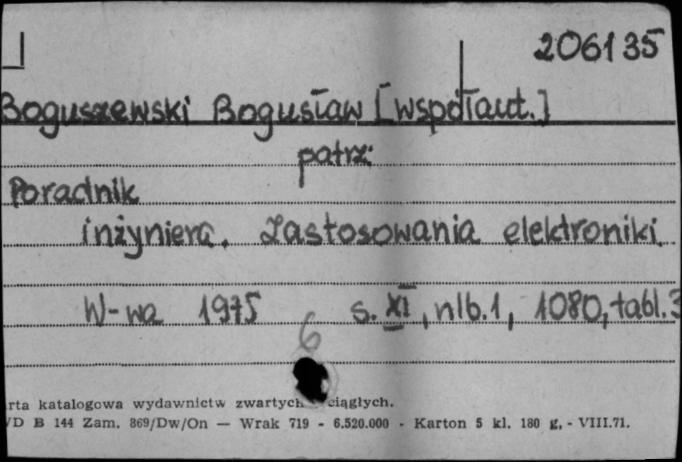 206135
Boguszewski Bogusław [współaut.]
patrz:
Poradnik
inżyniera. Zastosowania elektroniki.
W-wa 1975 s. XI, nlb.1, 1080, tabl.3
6
rta katalogowa wydawnictw zwartych ciągłych.
/D B 144 Zam. 869/Dw/On — Wrak 719 - 6.520.000 - Karton 5 kl. 180 g, - VIII.71.